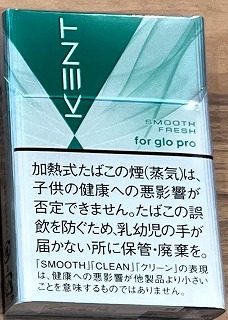 KENT
SMOOTH
FRESH
for glo pro
加熱式たばこの煙(蒸気)は、
子供の健康への悪影響が
否定できません。たばこの誤
飲を防ぐため、乳幼児の手が
届かない所に保管・廃棄を。
「SMOOTH」「CLEAN」「クリーン」の表現
は、健康への悪影響が他製品より小さい
ことを意味するものではありません。